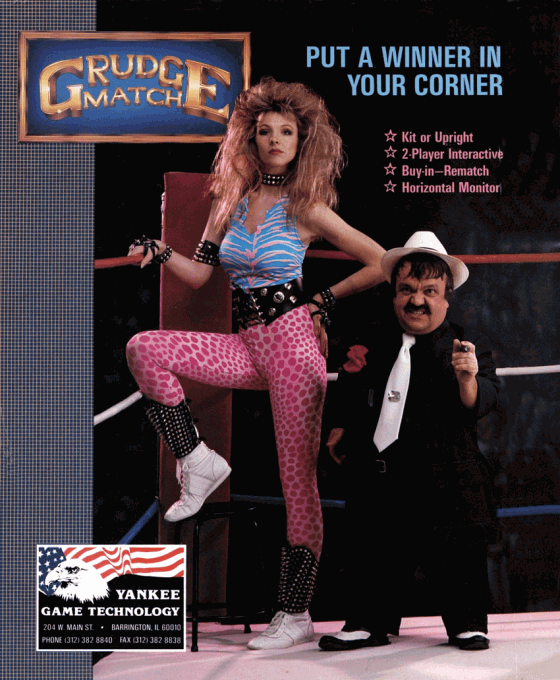 GRUDGE
MATCH
PUT A WINNER IN
YOUR CORNER
☆ Kit or Upright
☆ 2-Player Interactive
☆ Buy-in—Rematch
☆ Horizontal Monitor
YANKEE
GAME TECHNOLOGY
204 W. MAIN ST. • BARRINGTON, IL 60010
PHONE (312) 382 8840 FAX (312) 382 8838